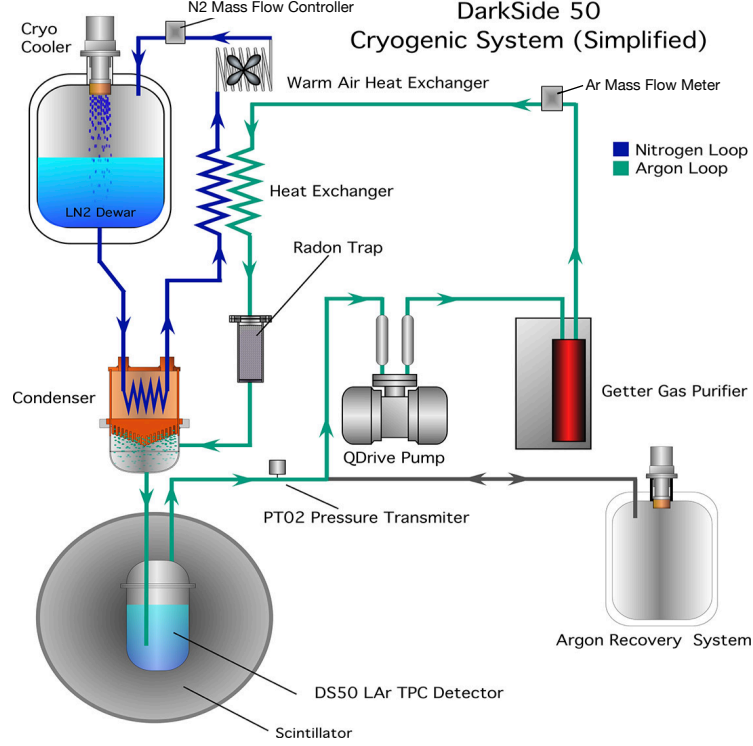 N2 Mass Flow Controller
DarkSide 50
Cryogenic System (Simplified)
Cryo
Cooler
Warm Air Heat Exchanger
Ar Mass Flow Meter
Nitrogen Loop
Argon Loop
Heat Exchanger
LN2 Dewar
Radon Trap
Condenser
Getter Gas Purifier
QDrive Pump
PT02 Pressure Transmiter
Argon Recovery System
DS50 LAr TPC Detector
Scintillator